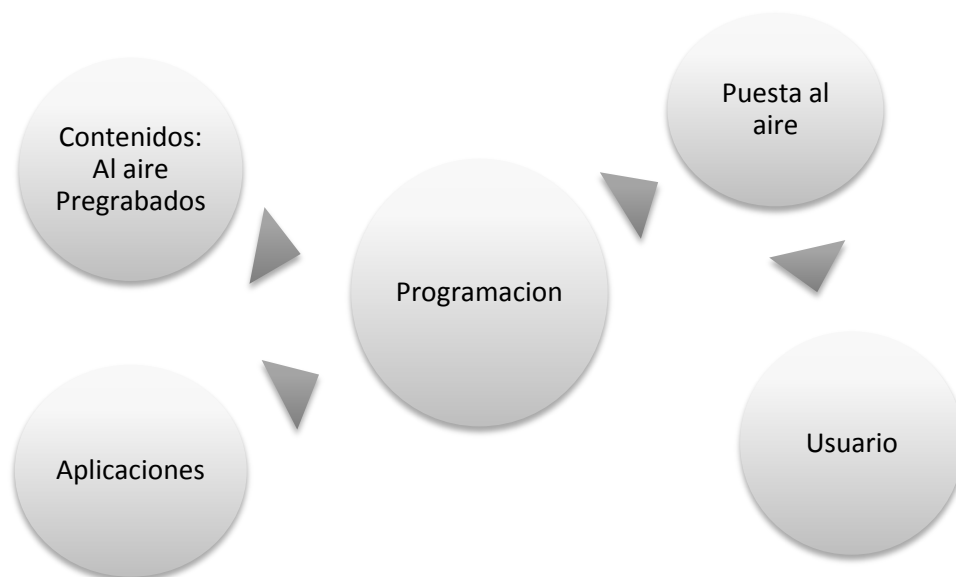 Contenidos:
Al aire
Pregrabados
Aplicaciones
Programacion
Puesta al
aire
Usuario